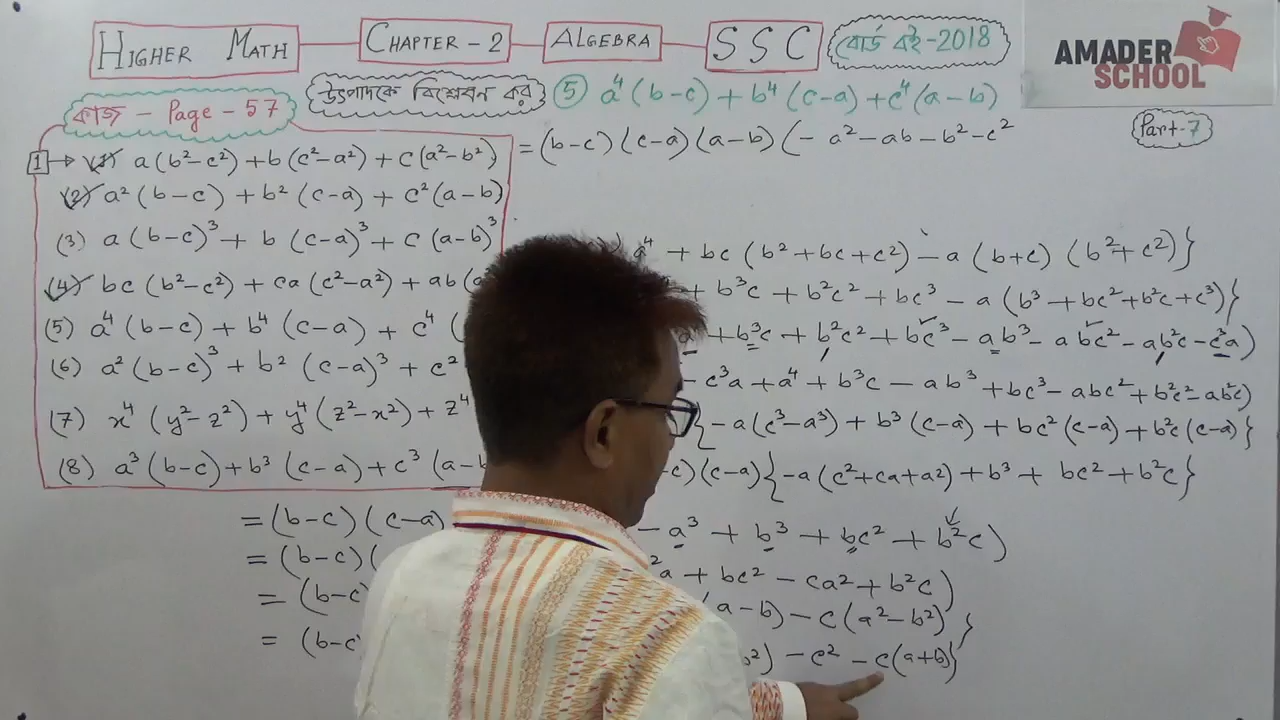 HIGHER MATH
CHAPTER - 2
ALGEBRA
SSC
বোর্ড বই-2018
AMADER
SCHOOL
কাজ - Page - 57
উৎপাদকে বিশ্লেষন কর
Part-7
1 → (1) a(b²-c²)+b(c²-a²)+c(a²-b²)
(2) a²(b-c)+b²(c-a)+c²(a-b)
(3) a(b-c)³+b(c-a)³+c(a-b)³
(4) bc(b²-c²)+ca(c²-a²)+ab(
(5) a⁴(b-c)+b⁴(c-a)+c⁴(
(6) a²(b-c)³+b²(c-a)³+c²
(7) x⁴(y²-z²)+y⁴(z²-x²)+z⁴
(8) a³(b-c)+b³(c-a)+c³(a-b
⑤ a⁴(b-c)+b⁴(c-a)+c⁴(a-b)
=(b-c)(c-a)(a-b)(-a²-ab-b²-c²
a⁴+bc(b²+bc+c²)-a(b+c)(b²+c²)}
+b³c+b²c²+bc³-a(b³+bc²+b²c+c³)}
+b³c+b²c²+bc³-ab³-abc²-ab²c-c³a)
-c³a+a⁴+b³c-ab³+bc³-abc²+b²c²-ab²c)
{-a(c³-a³)+b³(c-a)+bc²(c-a)+b²c(c-a)}
c)(c-a){-a(c²+ca+a²)+b³+bc²+b²c}
=(b-c)(c-a) -a³+b³+bc²+b²c)
=(b-c)( ²a+bc²-ca²+b²c)
=(b-c) (a-b)-c(a²-b²)}
=(b-c b²)-c²-c(a+b)}